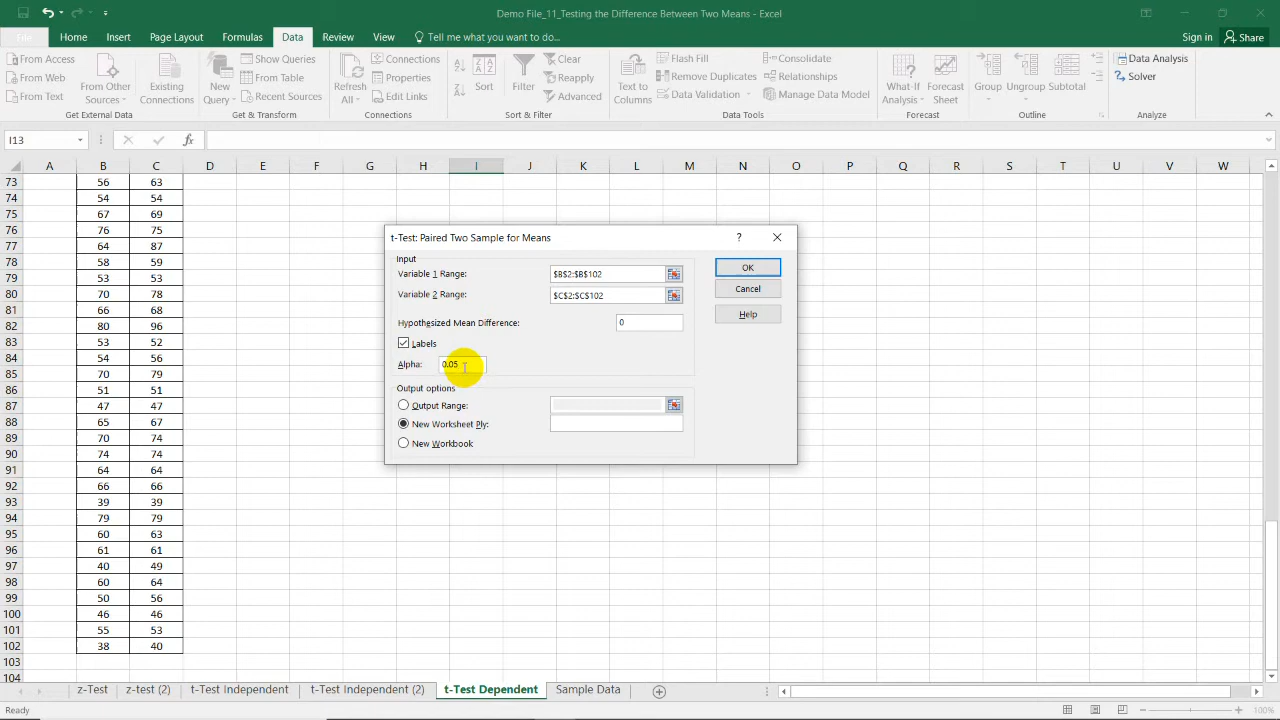 Demo File_11_Testing the Difference Between Two Means - Excel
File Home Insert Page Layout Formulas Data Review View Tell me what you want to do... Sign in Share
From Access
From Web
From Text
From Other Sources
Existing Connections
Get External Data
New Query
From Table
Recent Sources
Get & Transform
Refresh All
Properties
Edit Links
Connections
Sort
Filter
Clear
Reapply
Advanced
Sort & Filter
Text to Columns
Flash Fill
Remove Duplicates
Data Validation
Consolidate
Relationships
Manage Data Model
Data Tools
What-If Analysis
Forecast Sheet
Forecast
Group
Ungroup
Subtotal
Outline
Data Analysis
Solver
Analyze
I13 fx
A B C D E F G H I J K L M N O P Q R S T U V W
73 56 63
74 54 54
75 67 69
76 76 75
77 64 87
78 58 59
79 53 53
80 70 78
81 66 68
82 80 96
83 53 52
84 54 56
85 70 79
86 51 51
87 47 47
88 65 67
89 70 74
90 74 74
91 64 64
92 66 66
93 39 39
94 79 79
95 60 63
96 61 61
97 40 49
98 60 64
99 50 56
100 46 46
101 55 53
102 38 40
103
104
t-Test: Paired Two Sample for Means ?
Input
Variable 1 Range: $B$2:$B$102
Variable 2 Range: $C$2:$C$102
Hypothesized Mean Difference: 0
Labels
Alpha: 0.05
Output options
Output Range:
New Worksheet Ply:
New Workbook
OK
Cancel
Help
z-Test z-test (2) t-Test Independent t-Test Independent (2) t-Test Dependent Sample Data
Ready 100%